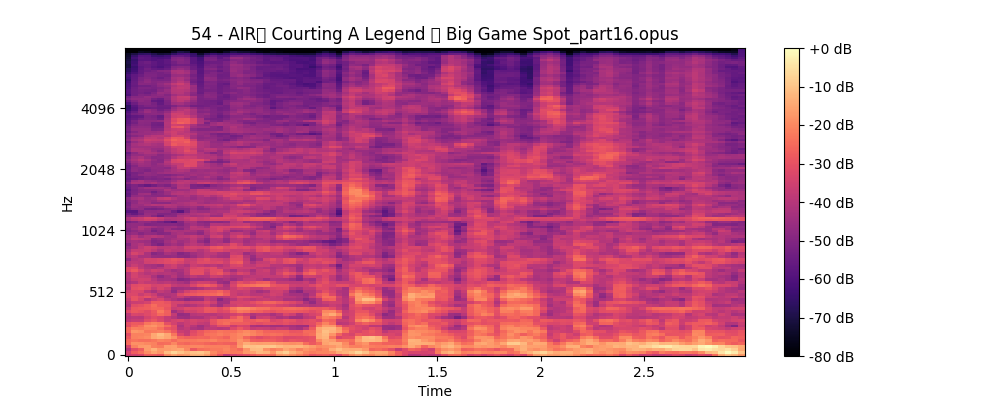 54 - AIR▯ Courting A Legend ▯ Big Game Spot_part16.opus
+0 dB
4096
-10 dB
-20 dB
2048
-30 dB
Hz
-40 dB
1024
-50 dB
512
-60 dB
-70 dB
0
-80 dB
0
0.5
1
1.5
2
2.5
Time